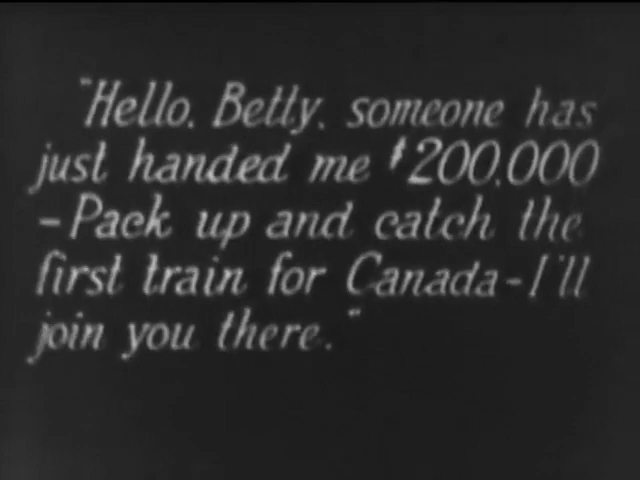 "Hello, Betty, someone has
just handed me $200,000
- Pack up and catch the
first train for Canada - I'll
join you there."